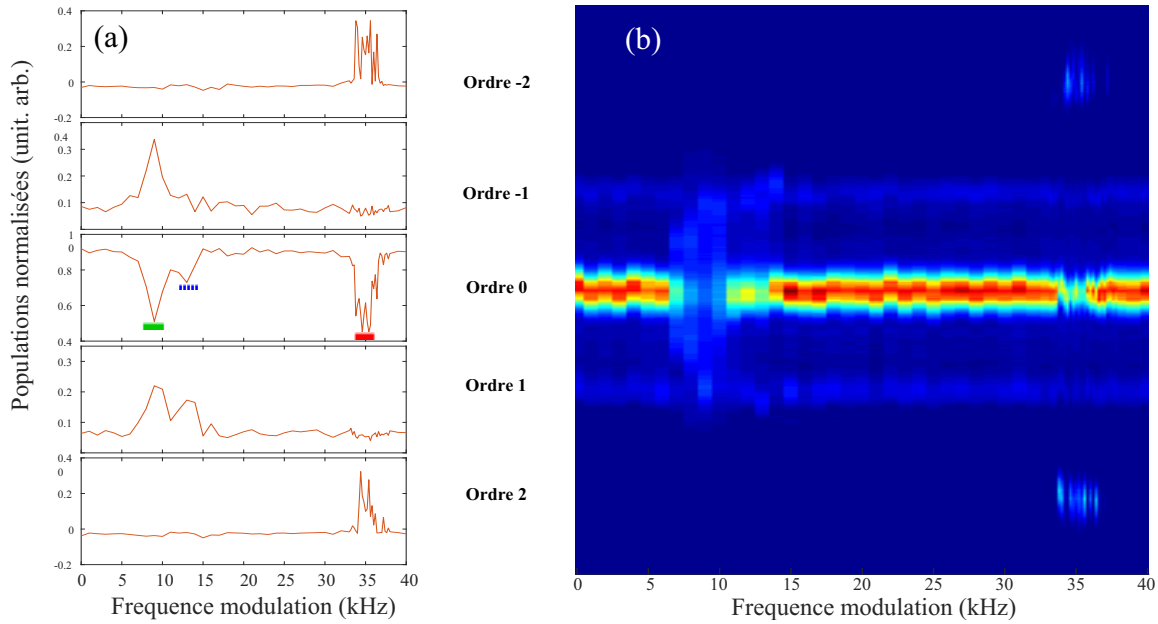 (a)
(b)
Populations normalisées (unit. arb.)
0.4
0.2
0
-0.2
Ordre -2
0.4
0.3
0.2
0.1
Ordre -1
1
0
0.8
0.6
0.4
Ordre 0
0.3
0.2
0.1
Ordre 1
0.4
0
0.2
0
-0.2
Ordre 2
0 5 10 15 20 25 30 35 40
Frequence modulation (kHz)
0 5 10 15 20 25 30 35 40
Frequence modulation (kHz)